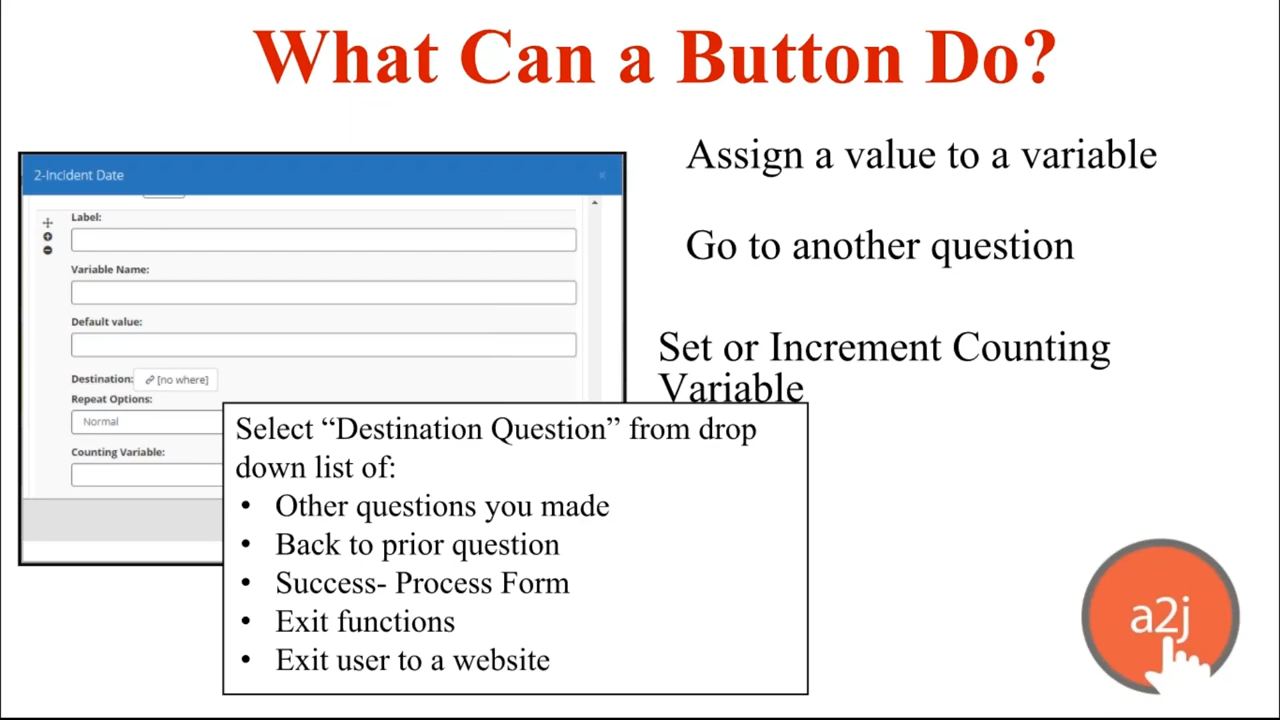 What Can a Button Do?
2-Incident Date
×
Label:
Variable Name:
Default value:
Destination: [no where]
Repeat Options:
Normal
Counting Variable:
Assign a value to a variable
Go to another question
Set or Increment Counting
Variable
Select “Destination Question” from drop
down list of:
• Other questions you made
• Back to prior question
• Success- Process Form
• Exit functions
• Exit user to a website
a2j